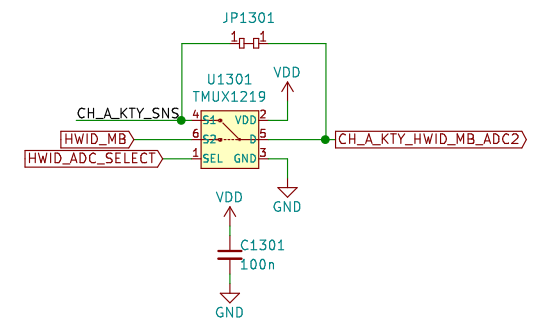 JP1301
1 1
U1301
TMUX1219
VDD
CH_A_KTY_SNS
4 S1 VDD 2
HWID_MB 6 S2 D 5 CH_A_KTY_HWID_MB_ADC2
HWID_ADC_SELECT 1 SEL GND 3
GND
VDD
C1301
100n
GND